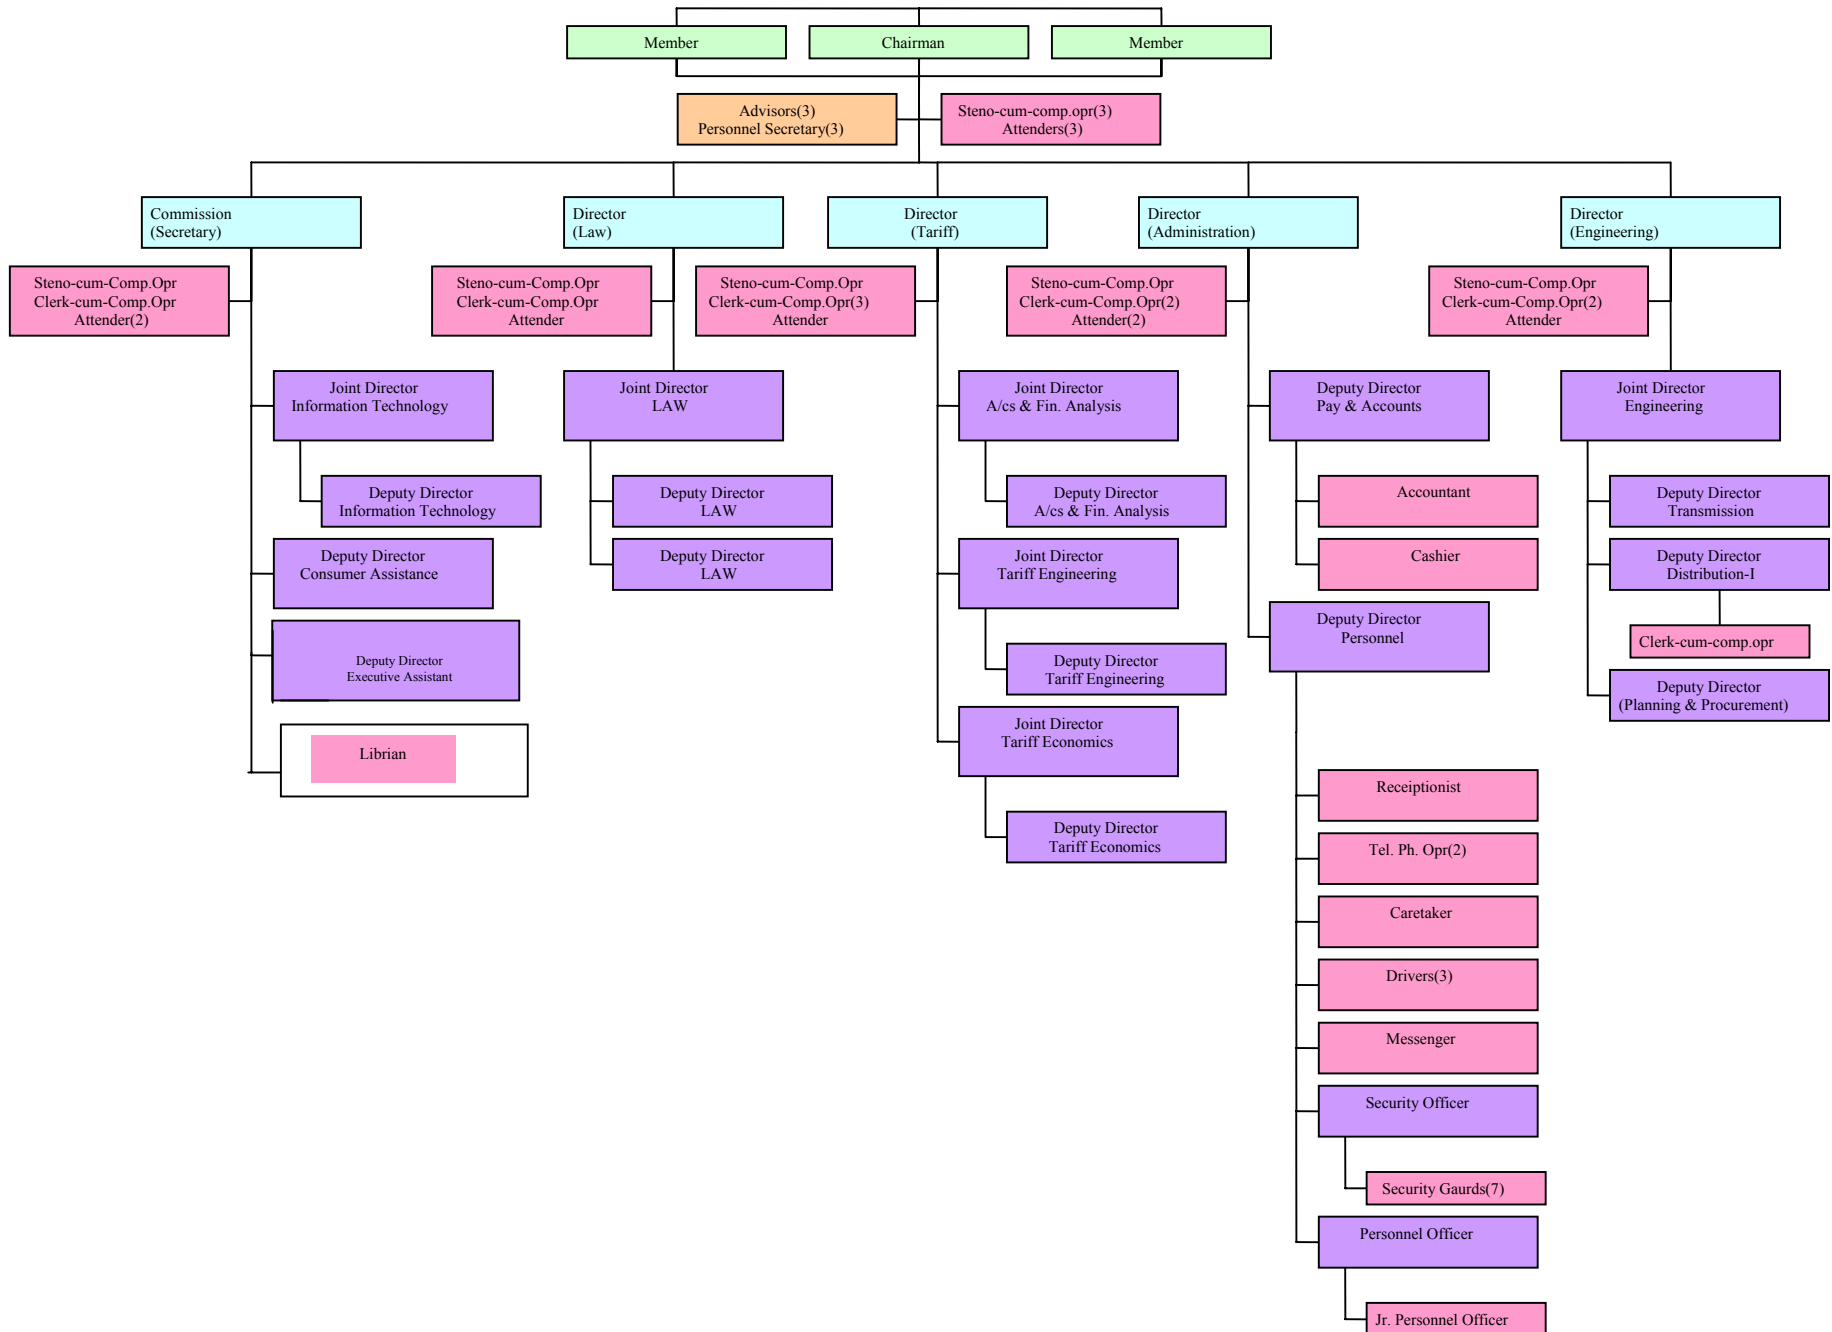 Member
Chairman
Member
Advisors(3)
Personnel Secretary(3)
Steno-cum-comp.opr(3)
Attenders(3)
Commission
(Secretary)
Director
(Law)
Director
(Tariff)
Director
(Administration)
Director
(Engineering)
Steno-cum-Comp.Opr
Clerk-cum-Comp.Opr
Attender(2)
Steno-cum-Comp.Opr
Clerk-cum-Comp.Opr
Attender
Steno-cum-Comp.Opr
Clerk-cum-Comp.Opr(3)
Attender
Steno-cum-Comp.Opr
Clerk-cum-Comp.Opr(2)
Attender(2)
Steno-cum-Comp.Opr
Clerk-cum-Comp.Opr(2)
Attender
Joint Director
Information Technology
Deputy Director
Information Technology
Deputy Director
Consumer Assistance
Deputy Director
Executive Assistant
Librian
Joint Director
LAW
Deputy Director
LAW
Deputy Director
LAW
Joint Director
A/cs & Fin. Analysis
Deputy Director
A/cs & Fin. Analysis
Joint Director
Tariff Engineering
Deputy Director
Tariff Engineering
Joint Director
Tariff Economics
Deputy Director
Tariff Economics
Deputy Director
Pay & Accounts
Accountant
Cashier
Deputy Director
Personnel
Receiptionist
Tel. Ph. Opr(2)
Caretaker
Drivers(3)
Messenger
Security Officer
Security Gaurds(7)
Personnel Officer
Jr. Personnel Officer
Joint Director
Engineering
Deputy Director
Transmission
Deputy Director
Distribution-I
Clerk-cum-comp.opr
Deputy Director
(Planning & Procurement)